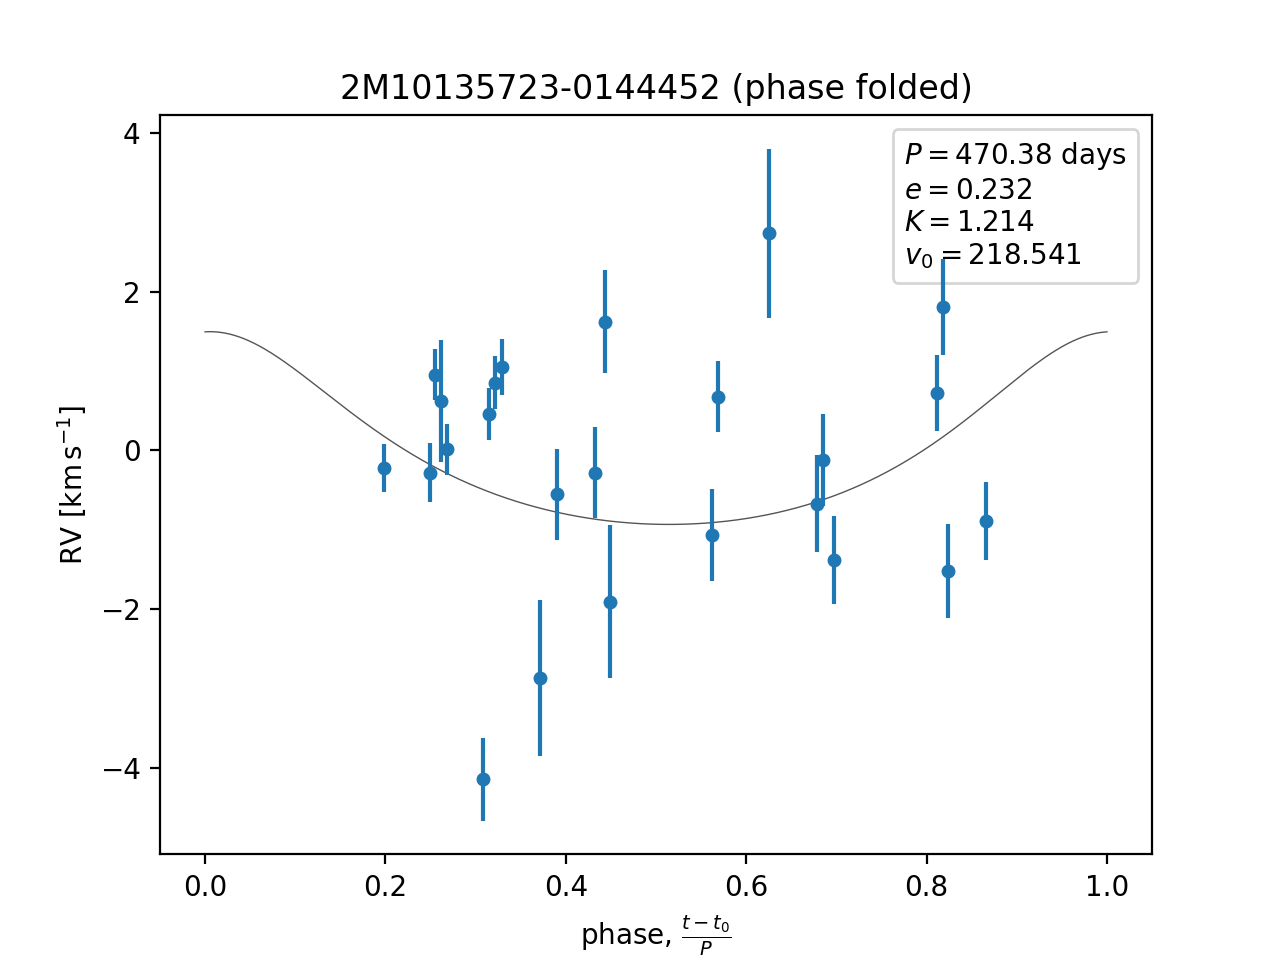 2M10135723-0144452 (phase folded)
P = 470.38 days
e = 0.232
K = 1.214
v₀ = 218.541
4
2
0
−2
−4
RV [km s⁻¹]
0.0 0.2 0.4 0.6 0.8 1.0
phase, (t − t₀)/P